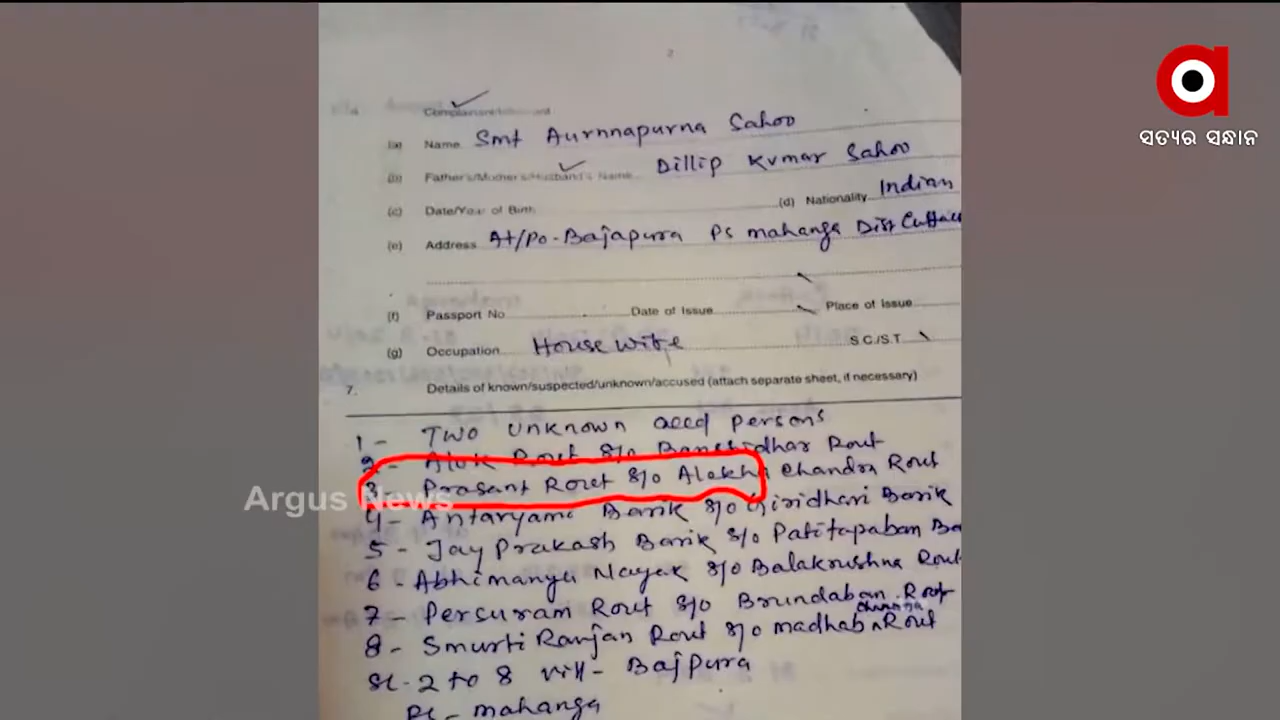 Complainant/Informant
(a) Name Smt Aurnnapurna Sahoo
(b) Father's/Mother's/Husband's Name Dillip Kumar Sahoo
(c) Date/Year of Birth (d) Nationality Indian
(e) Address At/Po-Bajapura Ps mahanga Dist Cuttac
(f) Passport No Date of Issue Place of Issue
(g) Occupation House wife S.C./S.T.
7. Details of known/suspected/unknown/accused (attach separate sheet, if necessary)
1- Two unknown accd persons
2- Alok Rout s/o Banshidhar Rout
3- Prasant Rout s/o Alekha Chandra Rout
4- Antaryami Barik s/o Giridhari Barik
5- Jay Prakash Barik s/o Patitapaban Ba
6- Abhimanyu Nayak s/o Balakrushna Rout
7- Persuram Rout s/o Brundaban Rout
8- Smurti Ranjan Rout s/o madhab chandra Rout
Sl-2 to 8 vill- Bajpura
Ps- mahanga
Argus News
ସତ୍ୟର ସନ୍ଧାନ